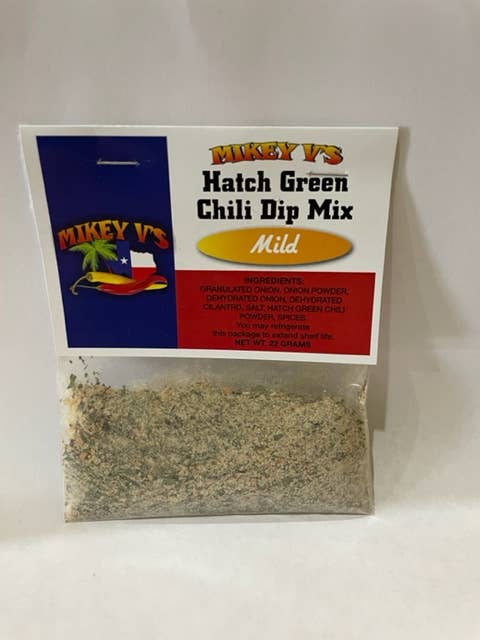 MIKEY V'S
MIKEY V'S
Hatch Green
Chili Dip Mix
Mild
INGREDIENTS:
GRANULATED ONION, ONION POWDER,
DEHYDRATED ONION, DEHYDRATED
CILANTRO, SALT, HATCH GREEN CHILI
POWDER, SPICES.
You may refrigerate
this package to extend shelf life.
NET WT. 22 GRAMS